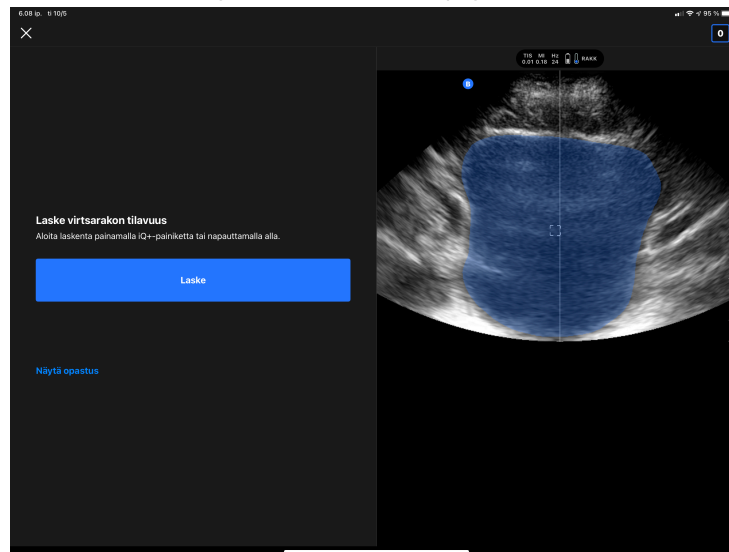 6.08 ip. ti 10/5
95 %
0
TIS MI Hz
0.01 0.18 24
RAKK
B
Laske virtsarakon tilavuus
Aloita laskenta painamalla iQ+-painiketta tai napauttamalla alla.
Laske
Näytä opastus